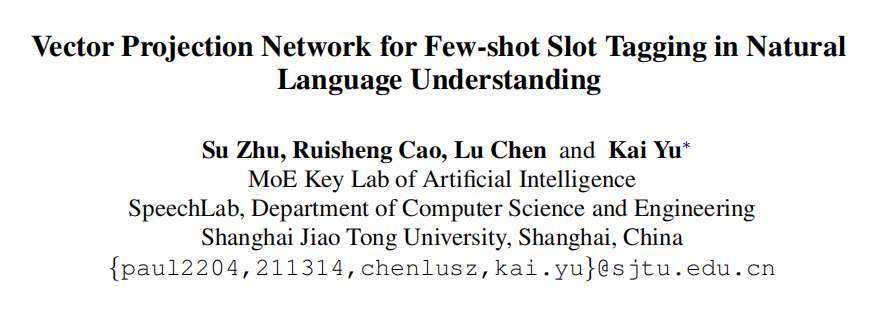 Vector Projection Network for Few-shot Slot Tagging in Natural
Language Understanding
Su Zhu, Ruisheng Cao, Lu Chen and Kai Yu*
MoE Key Lab of Artificial Intelligence
SpeechLab, Department of Computer Science and Engineering
Shanghai Jiao Tong University, Shanghai, China
{paul2204,211314,chenlusz,kai.yu}@sjtu.edu.cn